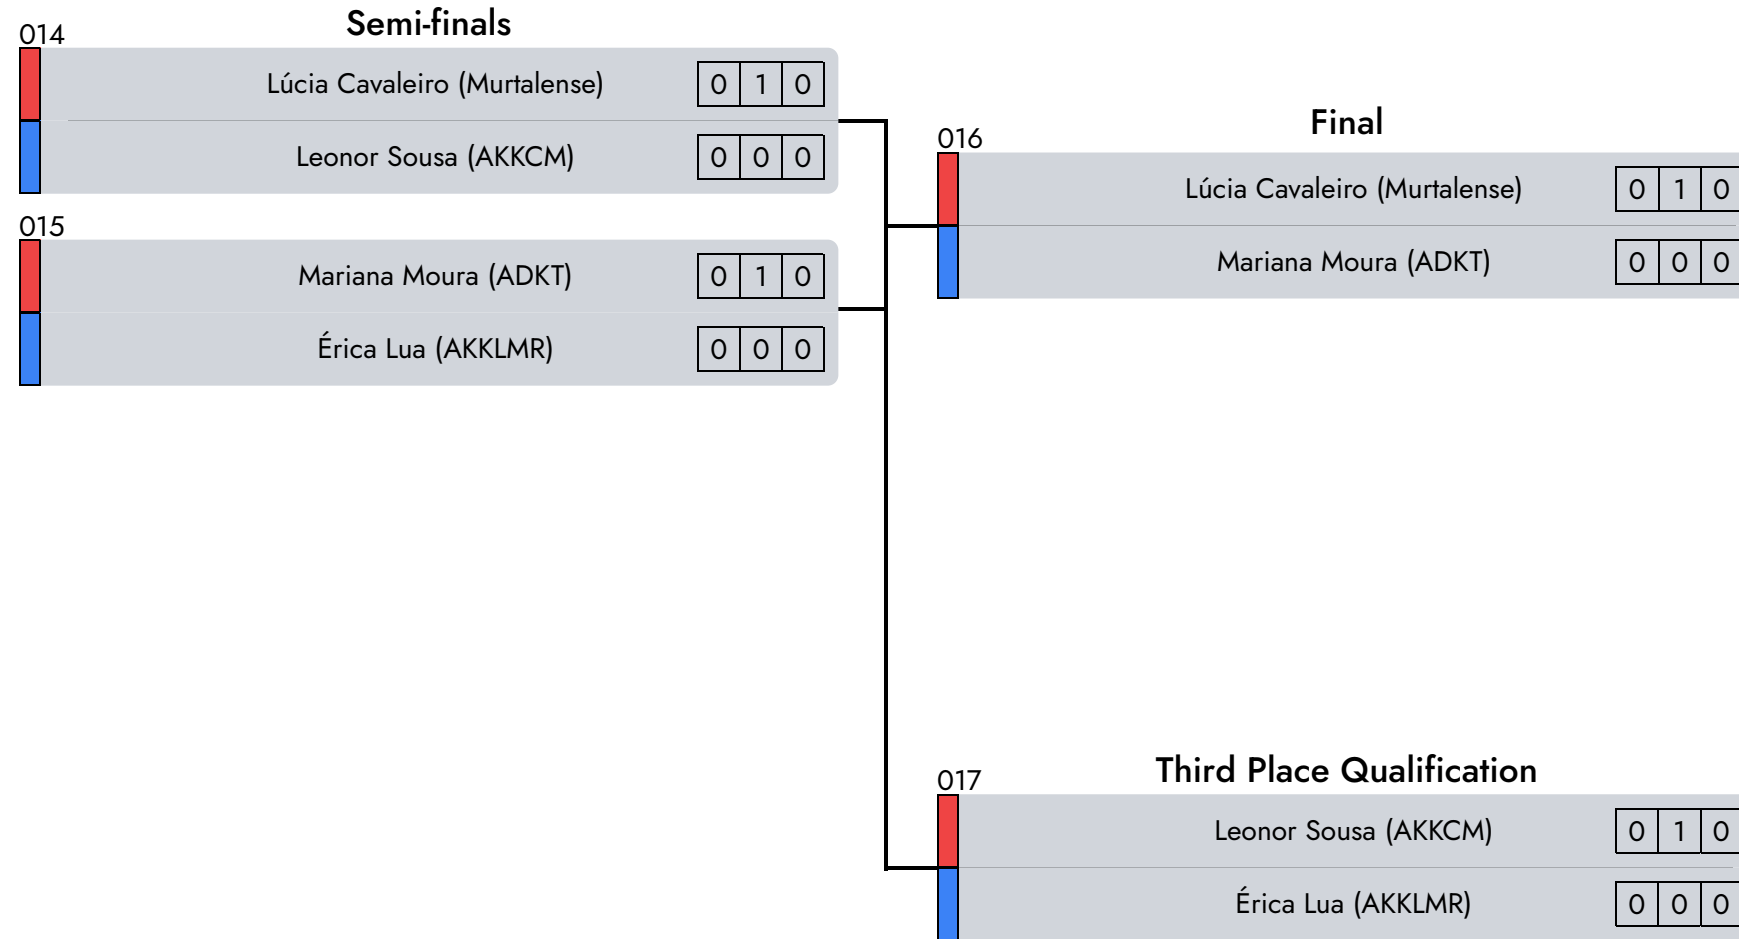 Semi-finals
014
Lúcia Cavaleiro (Murtalense) 0 1 0
Leonor Sousa (AKKCM) 0 0 0
015
Mariana Moura (ADKT) 0 1 0
Érica Lua (AKKLMR) 0 0 0
Final
016
Lúcia Cavaleiro (Murtalense) 0 1 0
Mariana Moura (ADKT) 0 0 0
Third Place Qualification
017
Leonor Sousa (AKKCM) 0 1 0
Érica Lua (AKKLMR) 0 0 0